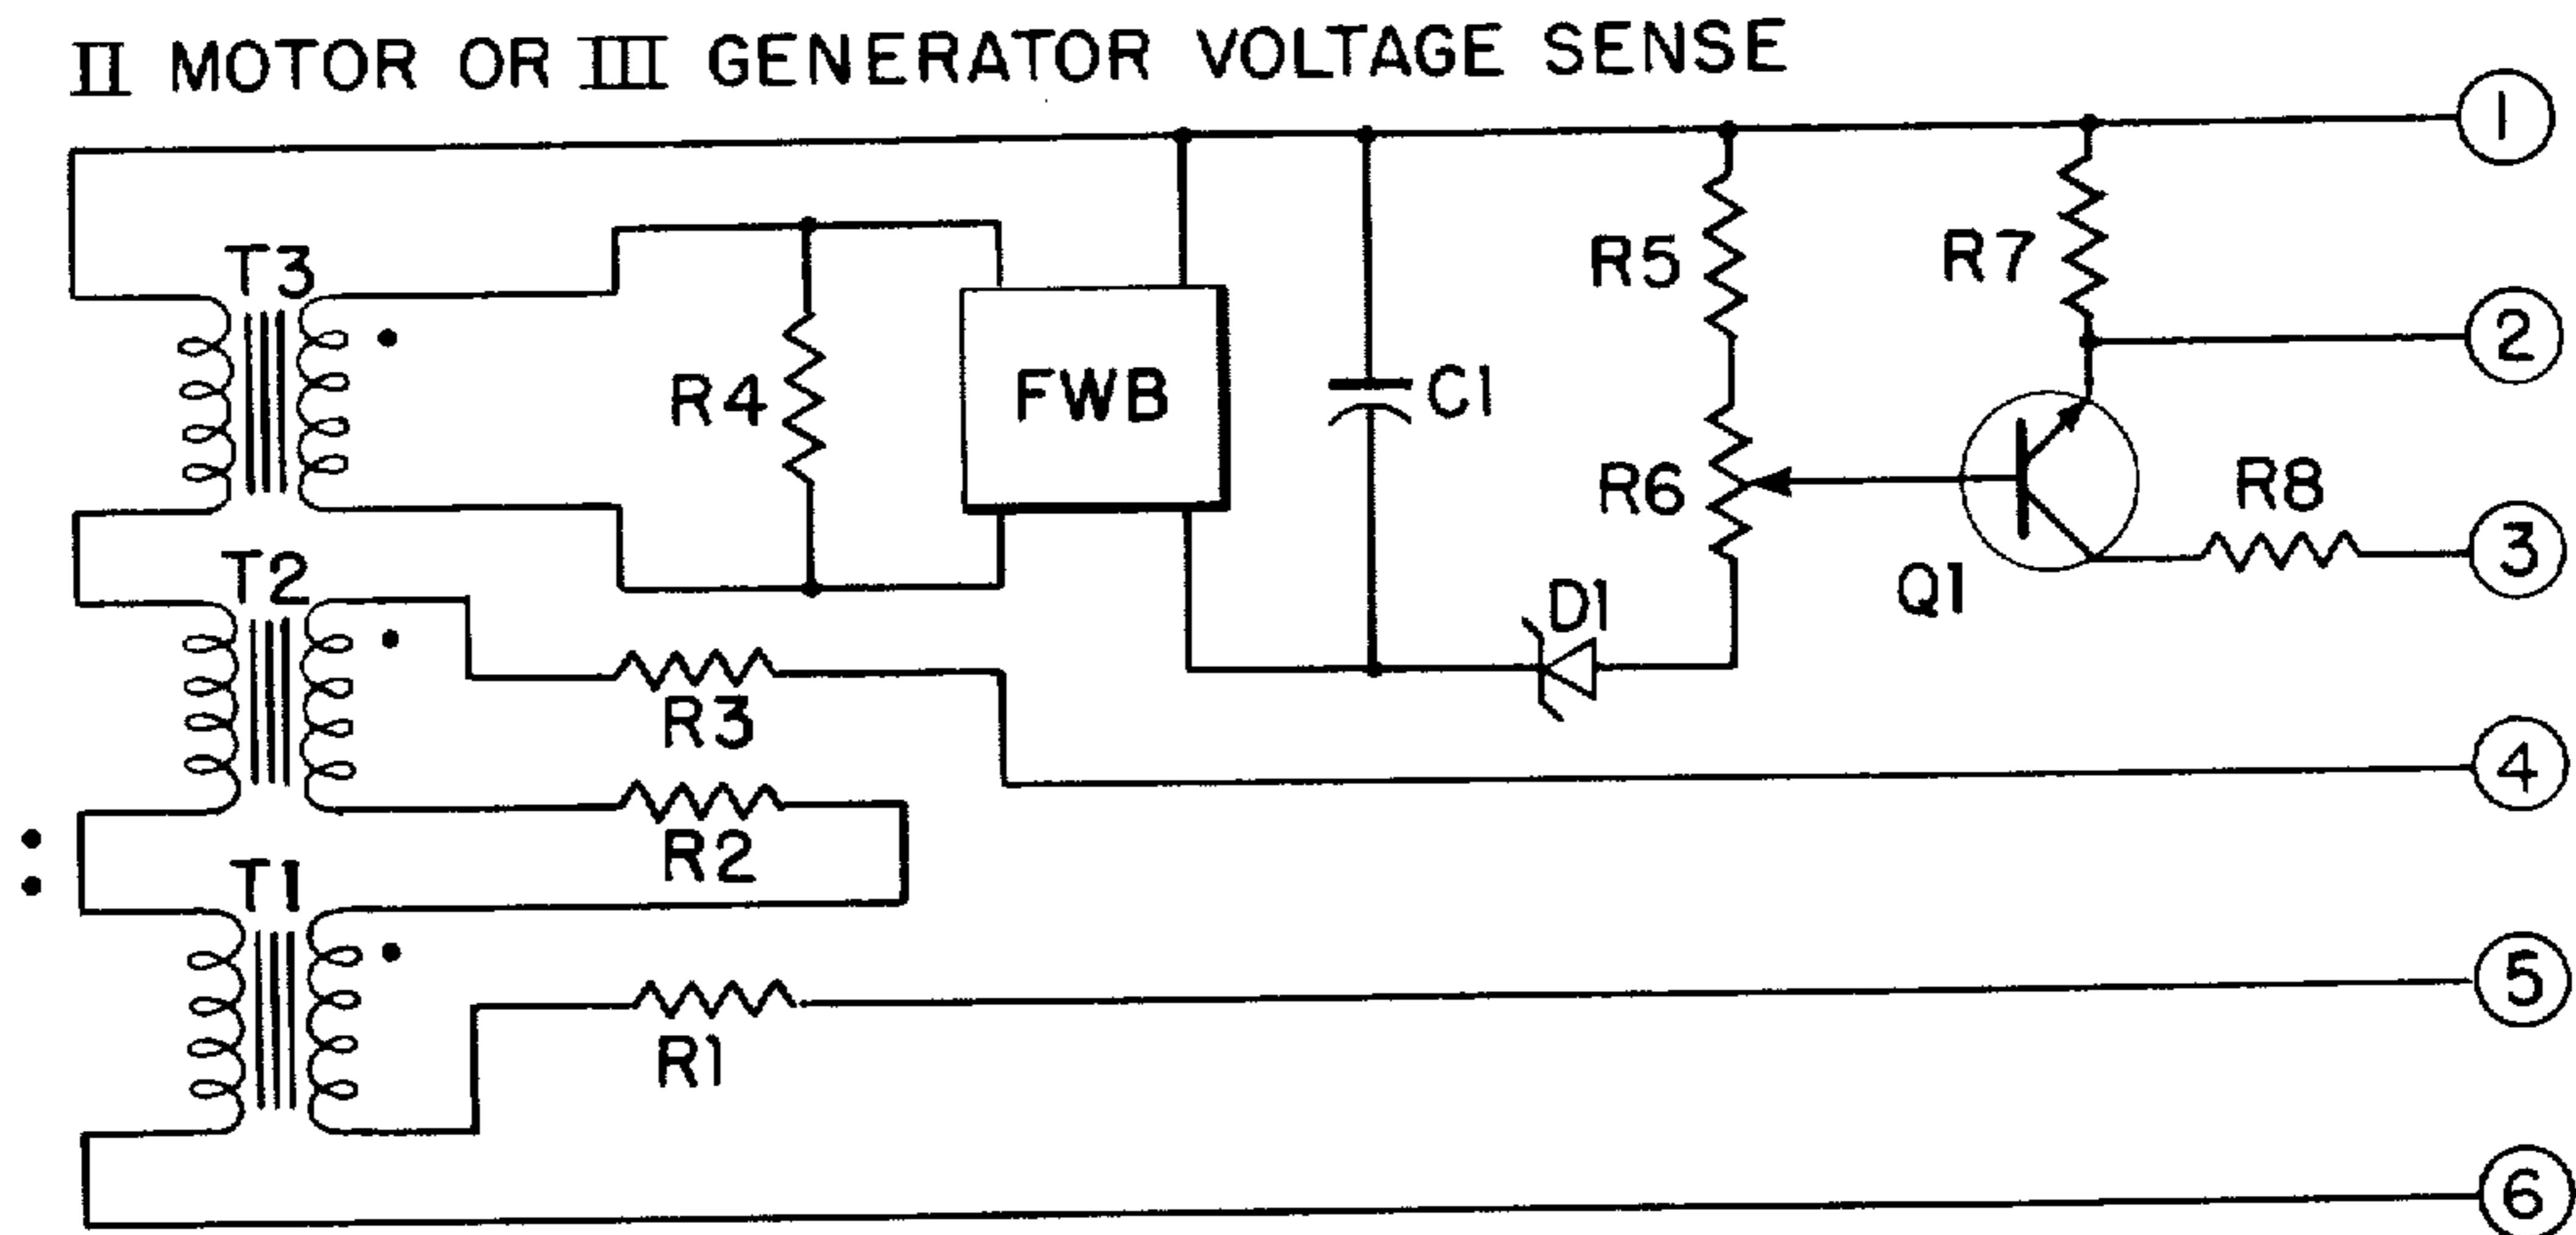 II MOTOR OR III GENERATOR VOLTAGE SENSE
1
T3
R5
R7
2
R4
FWB
C1
R6
R8
3
T2
D1
Q1
R3
4
R2
T1
5
R1
6